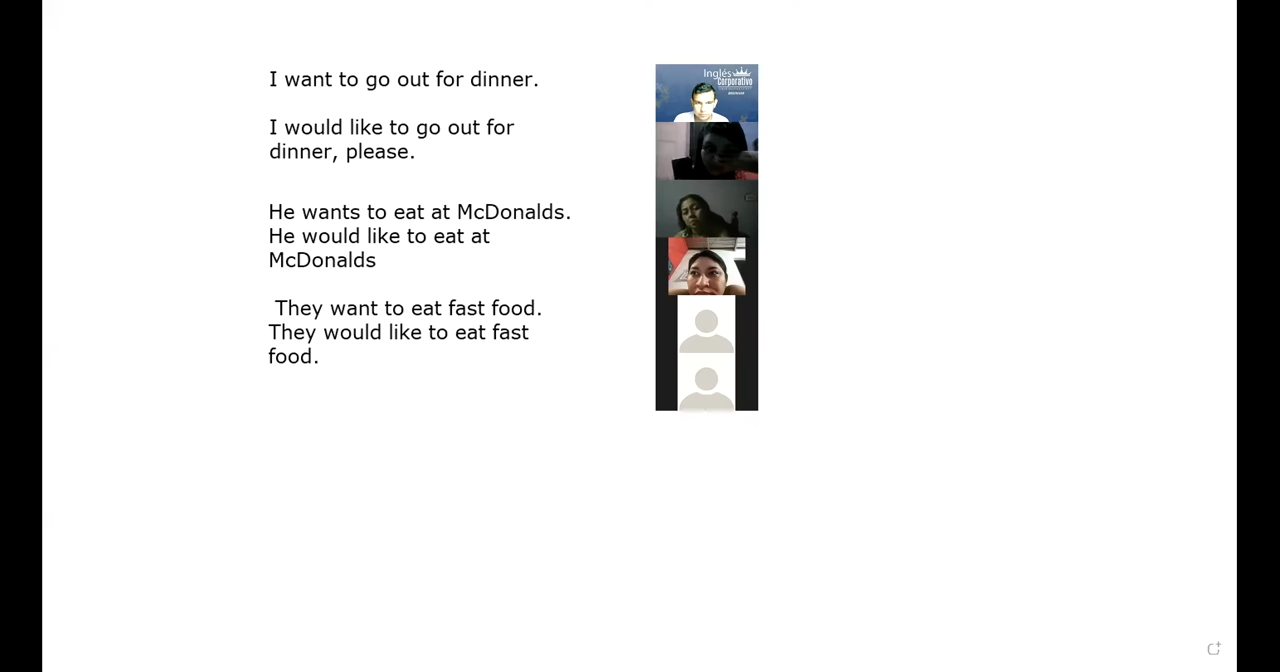 I want to go out for dinner.
I would like to go out for
dinner, please.
He wants to eat at McDonalds.
He would like to eat at
McDonalds
They want to eat fast food.
They would like to eat fast
food.
Inglés
Corporativo